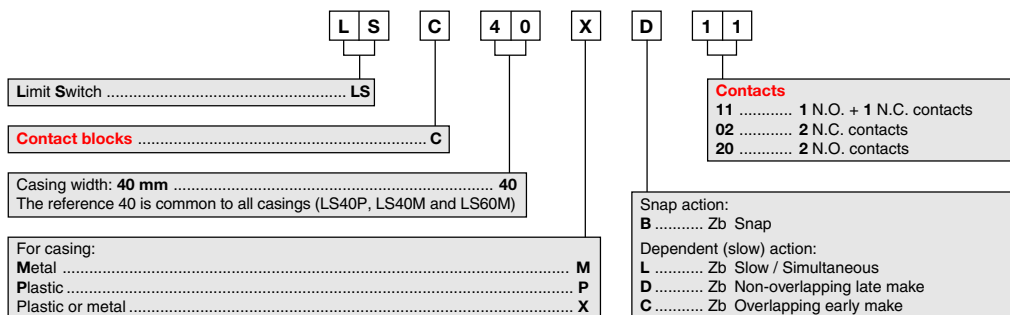 L S C 4 0 X D 1 1
Limit Switch ..................................................... LS
Contact blocks ................................................................ C
Casing width: 40 mm ...................................................................... 40
The reference 40 is common to all casings (LS40P, LS40M and LS60M)
For casing:
Metal ................................................................................................................ M
Plastic ............................................................................................................... P
Plastic or metal .................................................................................................. X
Contacts
11 ............ 1 N.O. + 1 N.C. contacts
02 ............ 2 N.C. contacts
20 ............ 2 N.O. contacts
Snap action:
B ........... Zb Snap
Dependent (slow) action:
L ........... Zb Slow / Simultaneous
D ........... Zb Non-overlapping late make
C ........... Zb Overlapping early make